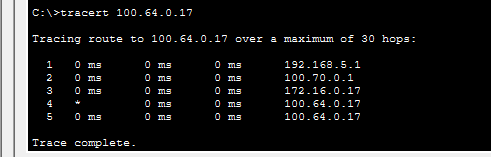 C:\>tracert 100.64.0.17
Tracing route to 100.64.0.17 over a maximum of 30 hops:
1 0 ms 0 ms 0 ms 192.168.5.1
2 0 ms 0 ms 0 ms 100.70.0.1
3 0 ms 0 ms 0 ms 172.16.0.17
4 * 0 ms 0 ms 100.64.0.17
5 0 ms 0 ms 0 ms 100.64.0.17
Trace complete.